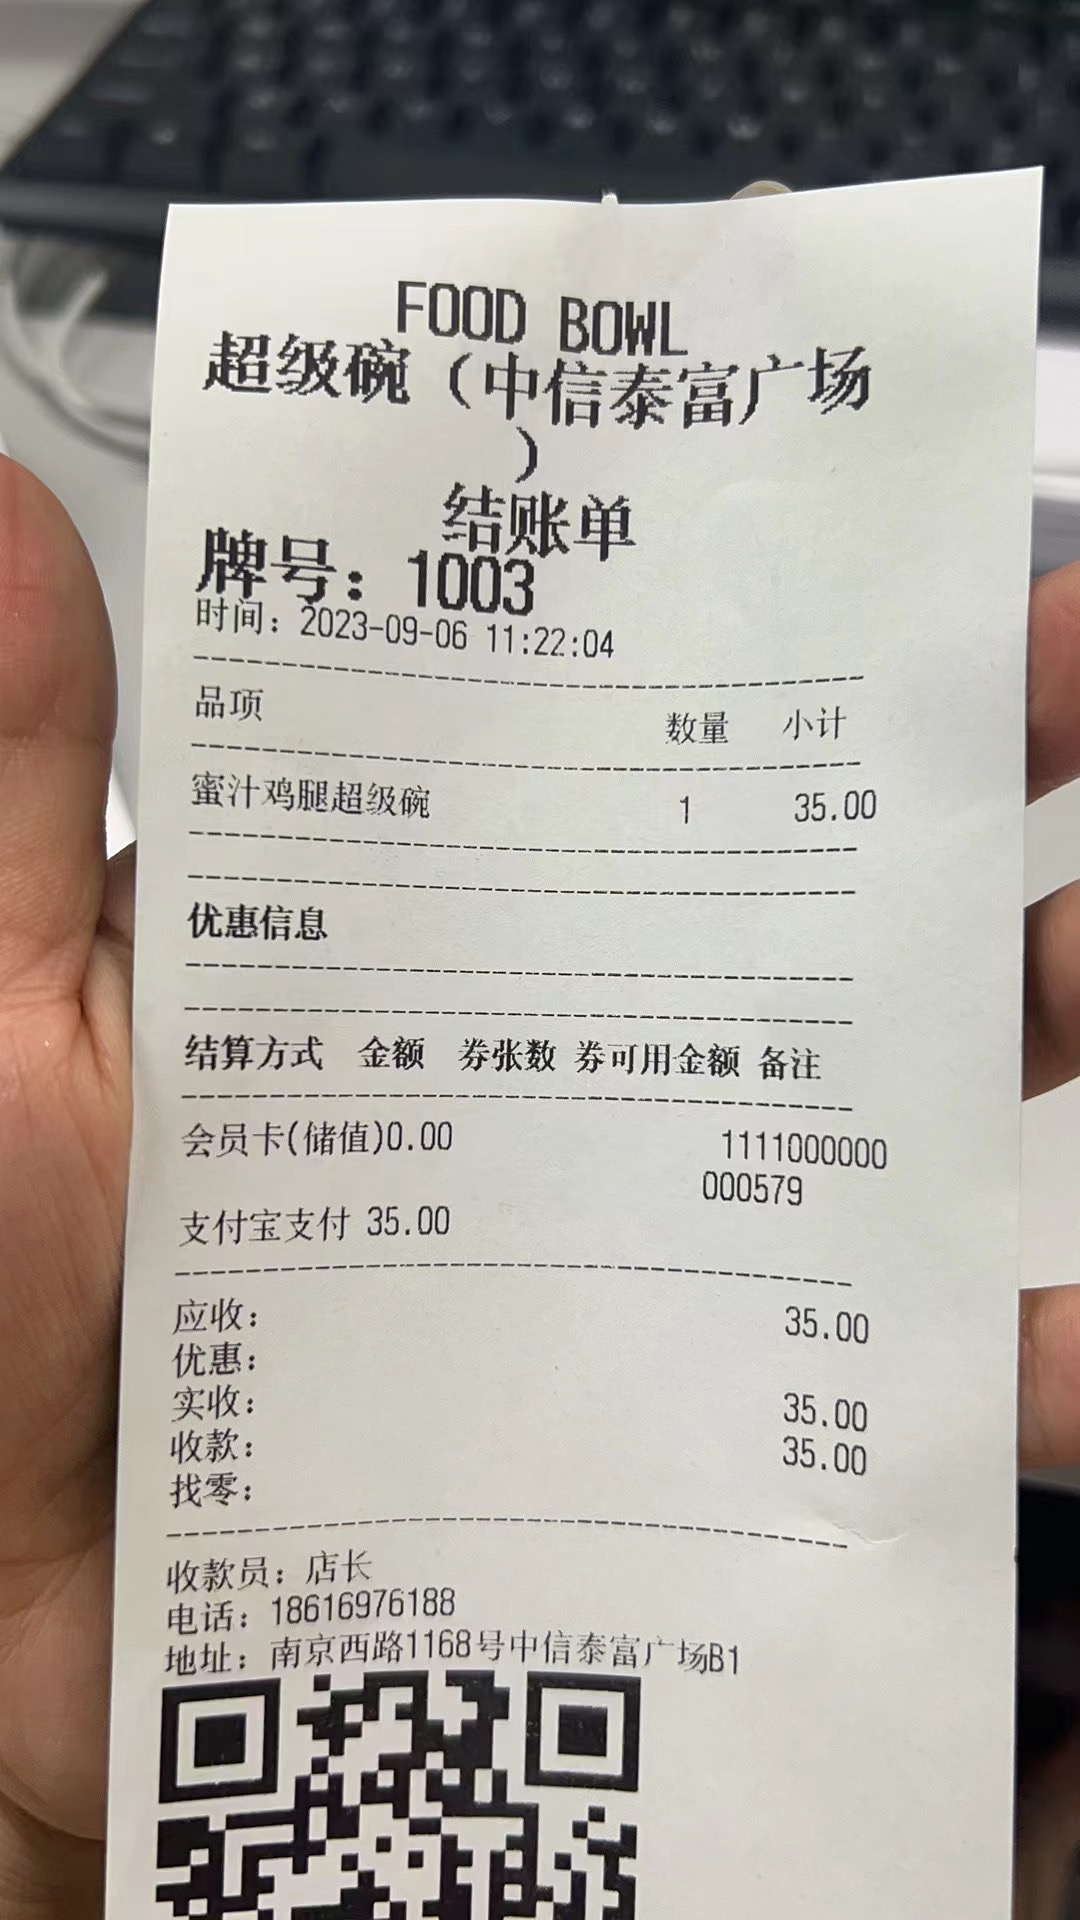 FOOD BOWL
超级碗（中信泰富广场
）
结账单
牌号：1003
时间：2023-09-06 11:22:04
品项 数量 小计
蜜汁鸡腿超级碗 1 35.00
优惠信息
结算方式 金额 券张数 券可用金额 备注
会员卡(储值)0.00 1111000000
000579
支付宝支付 35.00
应收： 35.00
优惠：
实收： 35.00
收款： 35.00
找零：
收款员：店长
电话：18616976188
地址：南京西路1168号中信泰富广场B1